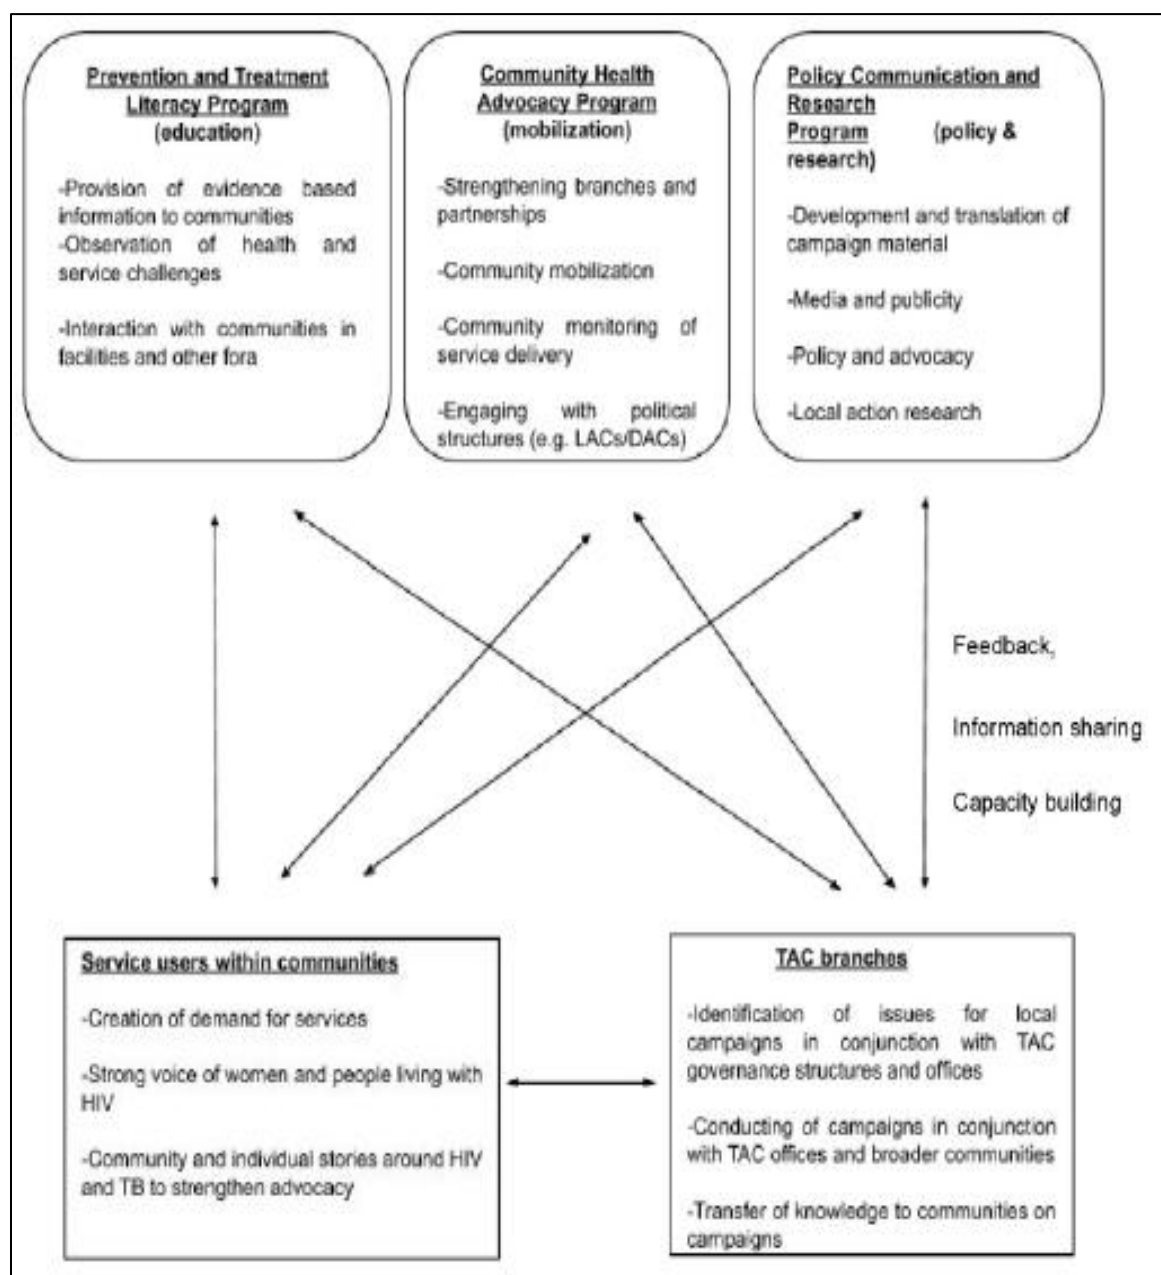 Prevention and Treatment
Literacy Program
(education)
-Provision of evidence based
information to communities
-Observation of health and
service challenges
-Interaction with communities in
facilities and other fora
Community Health
Advocacy Program
(mobilization)
-Strengthening branches and
partnerships
-Community mobilization
-Community monitoring of
service delivery
-Engaging with political
structures (e.g. LACs/DACs)
Policy Communication and
Research
Program (policy &
research)
-Development and translation of
campaign material
-Media and publicity
-Policy and advocacy
-Local action research
Feedback,
Information sharing
Capacity building
Service users within communities
-Creation of demand for services
-Strong voice of women and people living with
HIV
-Community and individual stories around HIV
and TB to strengthen advocacy
TAC branches
-Identification of issues for local
campaigns in conjunction with TAC
governance structures and offices
-Conducting of campaigns in conjunction
with TAC offices and broader communities
-Transfer of knowledge to communities on
campaigns